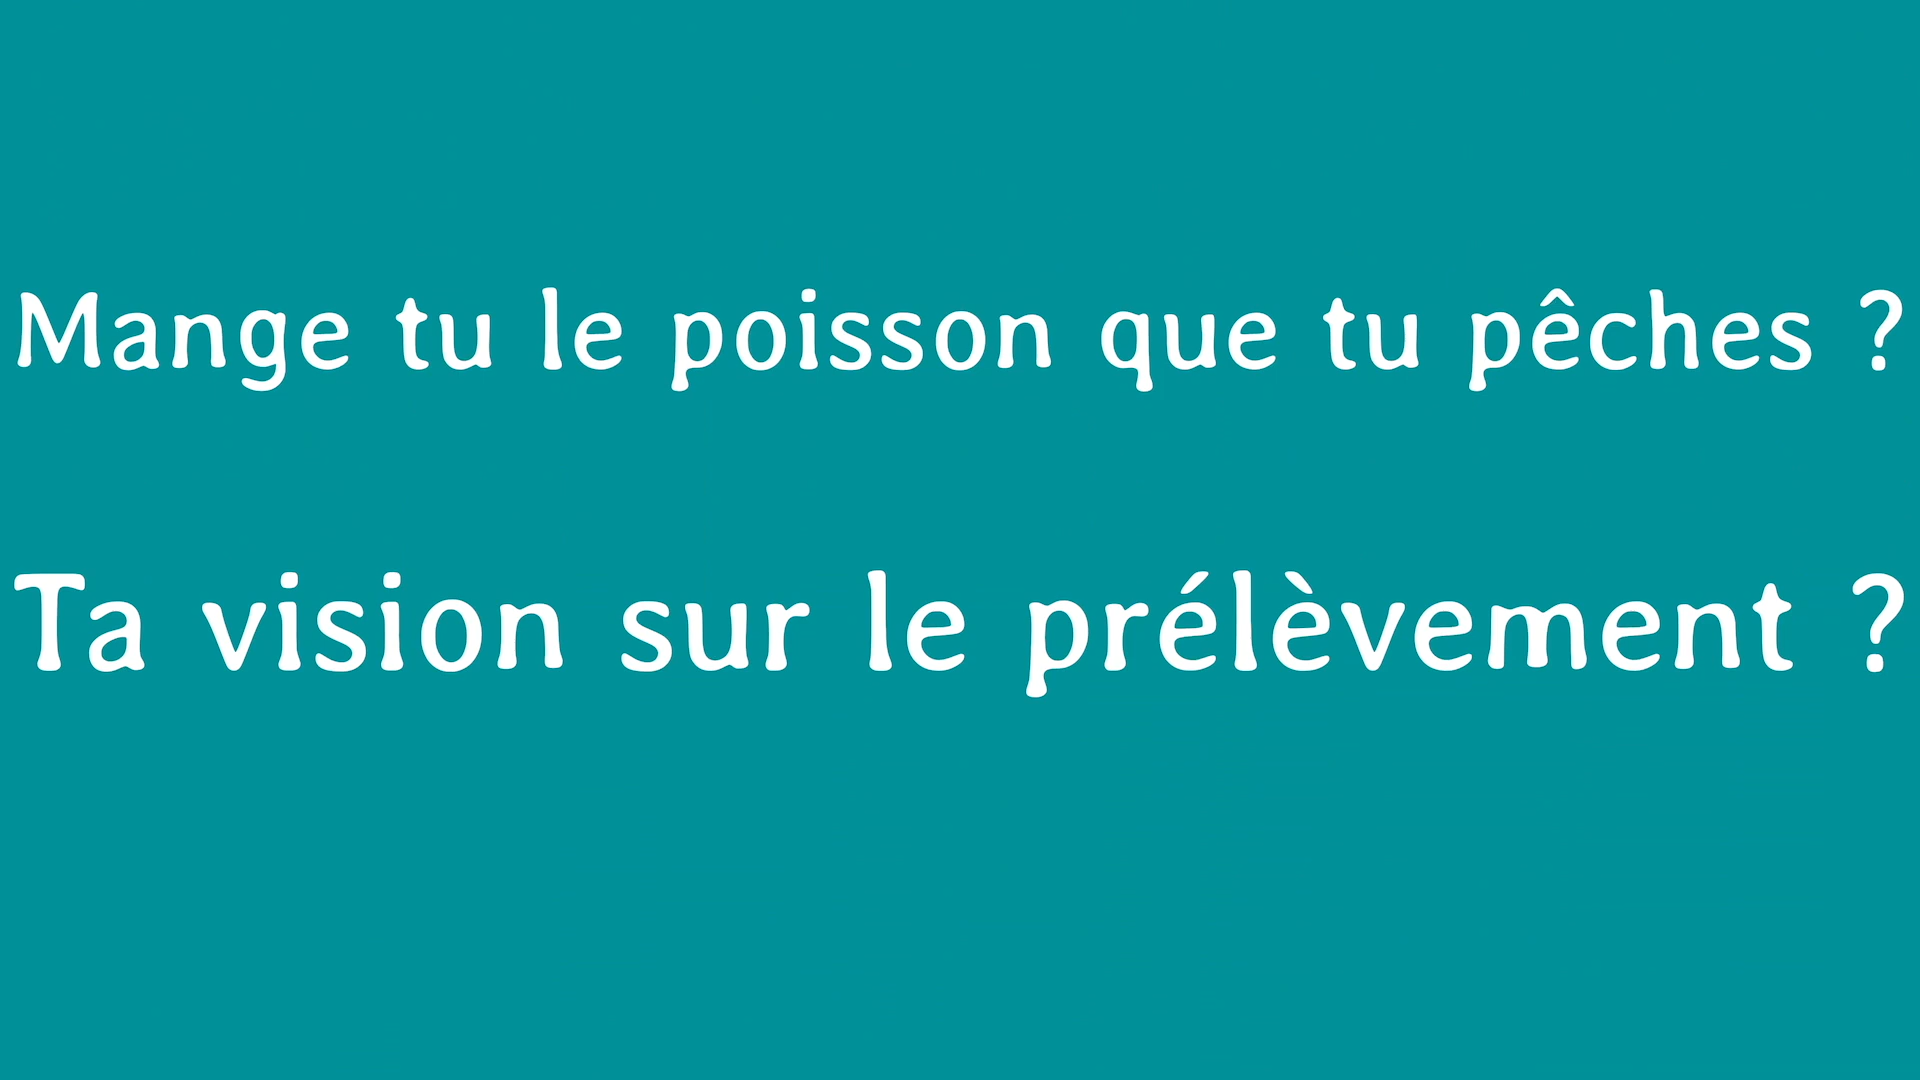 Mange tu le poisson que tu pêches ?
Ta vision sur le prélèvement ?